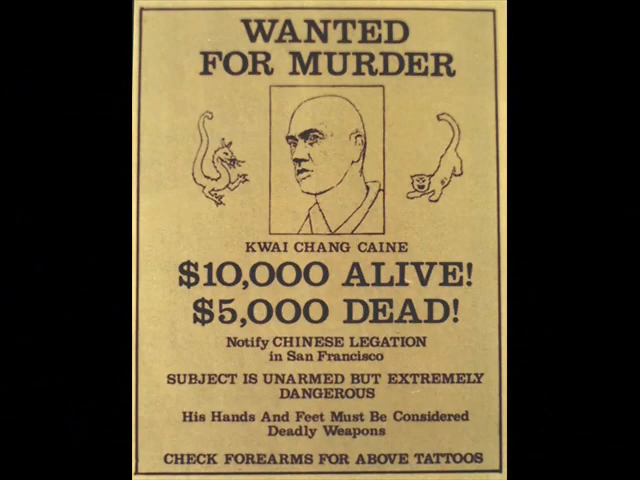 WANTED
FOR MURDER
KWAI CHANG CAINE
$10,000 ALIVE!
$5,000 DEAD!
Notify CHINESE LEGATION
in San Francisco
SUBJECT IS UNARMED BUT EXTREMELY
DANGEROUS
His Hands And Feet Must Be Considered
Deadly Weapons
CHECK FOREARMS FOR ABOVE TATTOOS